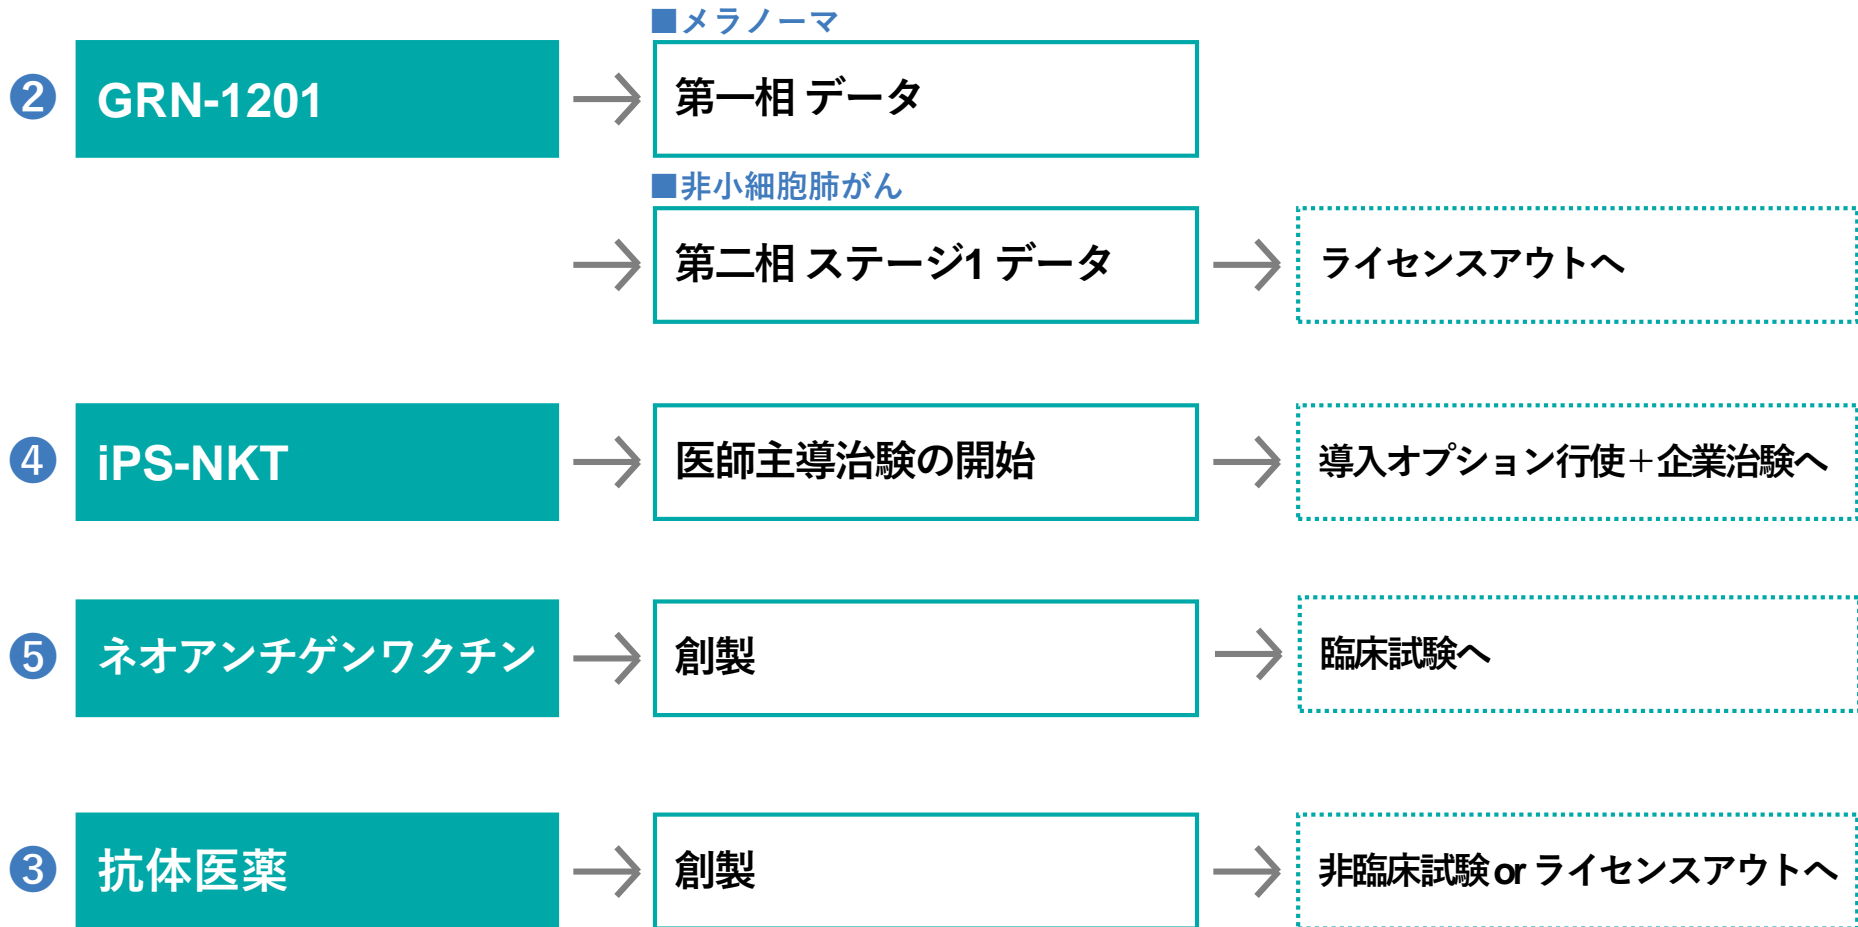 ■メラノーマ
❷ GRN-1201 → 第一相 データ
■非小細胞肺がん
→ 第二相 ステージ1 データ → ライセンスアウトへ
❹ iPS-NKT → 医師主導治験の開始 → 導入オプション行使＋企業治験へ
❺ ネオアンチゲンワクチン → 創製 → 臨床試験へ
❸ 抗体医薬 → 創製 → 非臨床試験 or ライセンスアウトへ